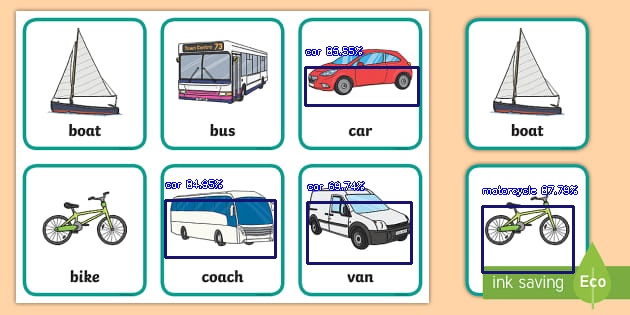 Town Centre 73
car 85.55%
boat
bus
car
boat
car 84.95%
car 69.74%
motorcycle 87.79%
bike
coach
van
ink saving Eco